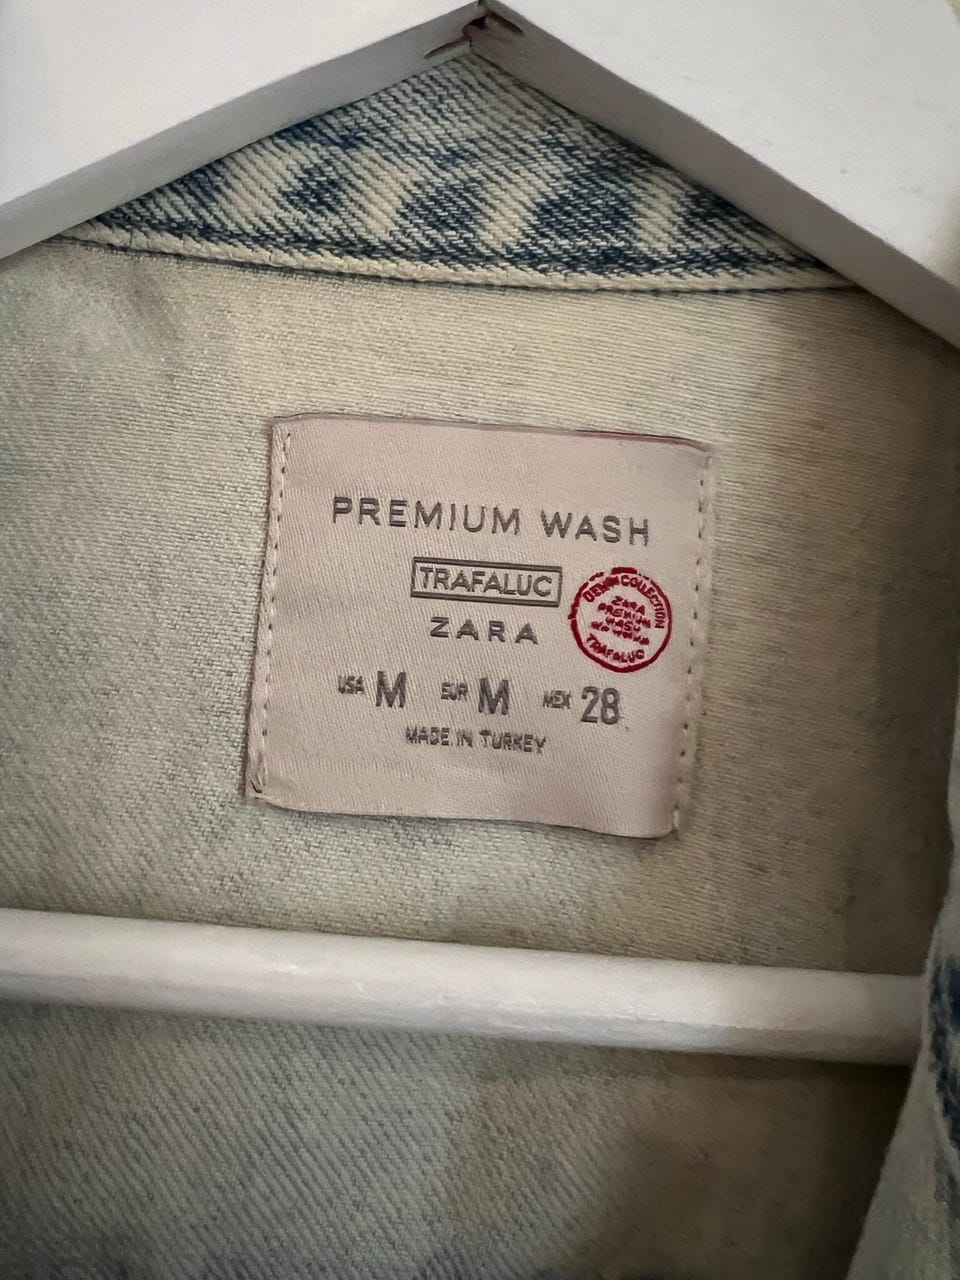 PREMIUM WASH
TRAFALUC
ZARA
USA M EUR M MEX 28
MADE IN TURKEY
DENIM COLLECTION
ZARA
PREMIUM
WASH
TRAFALUC